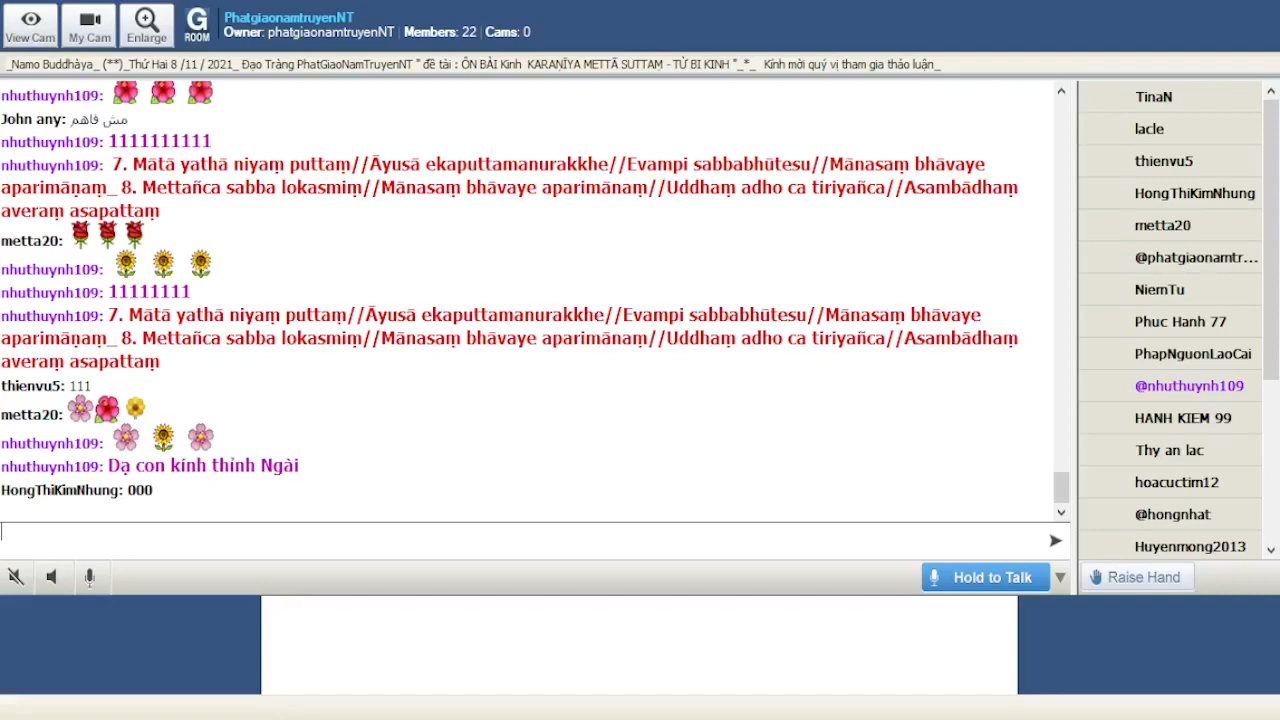 View Cam
My Cam
Enlarge
G
ROOM
PhatgiaonamtruyenNT
Owner: phatgiaonamtruyenNT | Members: 22 | Cams: 0
_Namo Buddhàya_ (**)_Thứ Hai 8 /11 / 2021_ Đạo Tràng PhatGiaoNamTruyenNT " đề tài : ÔN BÀI Kinh KARAṆĪYA METTĀ SUTTAṂ - TỪ BI KINH "_*_ Kính mời quý vị tham gia thảo luận_
nhuthuynh109:
John any: مش فاهم
nhuthuynh109: 1111111111
nhuthuynh109: 7. Mātā yathā niyaṃ puttaṃ//Āyusā ekaputtamanurakkhe//Evampi sabbabhūtesu//Mānasaṃ bhāvaye
aparimāṇaṃ_ 8. Mettañca sabba lokasmiṃ//Mānasaṃ bhāvaye aparimānaṃ//Uddhaṃ adho ca tiriyañca//Asambādhaṃ
averaṃ asapattaṃ
metta20:
nhuthuynh109:
nhuthuynh109: 11111111
nhuthuynh109: 7. Mātā yathā niyaṃ puttaṃ//Āyusā ekaputtamanurakkhe//Evampi sabbabhūtesu//Mānasaṃ bhāvaye
aparimāṇaṃ_ 8. Mettañca sabba lokasmiṃ//Mānasaṃ bhāvaye aparimānaṃ//Uddhaṃ adho ca tiriyañca//Asambādhaṃ
averaṃ asapattaṃ
thienvu5: 111
metta20:
nhuthuynh109:
nhuthuynh109: Dạ con kính thỉnh Ngài
HongThiKimNhung: 000
Hold to Talk
TinaN
lacle
thienvu5
HongThiKimNhung
metta20
@phatgiaonamtr...
NiemTu
Phuc Hanh 77
PhapNguonLaoCai
@nhuthuynh109
HANH KIEM 99
Thy an lac
hoacuctim12
@hongnhat
Huyenmong2013
Raise Hand